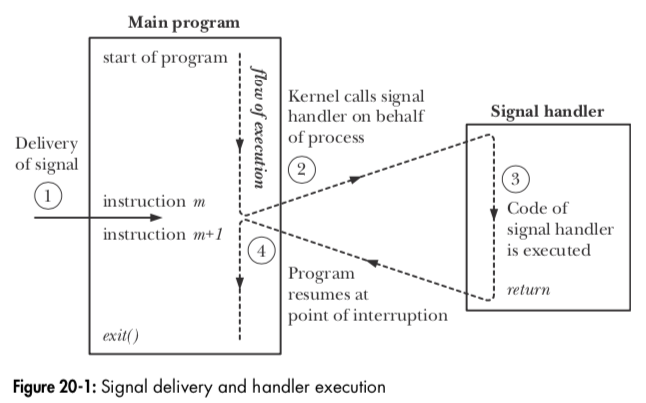 Main program
start of program
flow of execution
Kernel calls signal
handler on behalf
of process
2
Signal handler
Delivery
of signal
1
3
Code of
signal handler
is executed
instruction m
instruction m+1
4
Program
resumes at
point of interruption
return
exit()
Figure 20-1: Signal delivery and handler execution